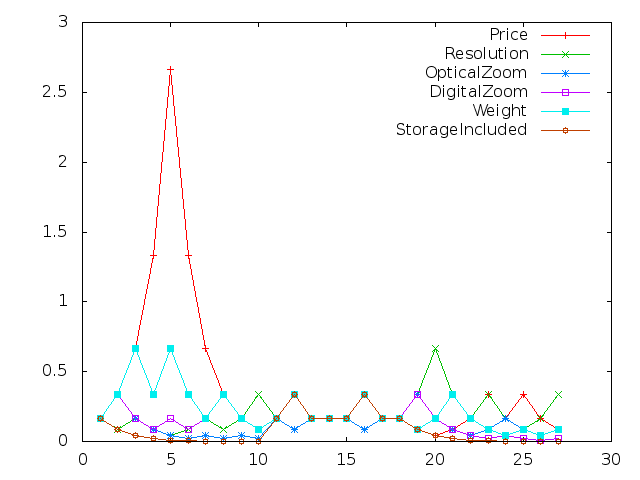 3
2.5
2
1.5
1
0.5
0
0 5 10 15 20 25 30
Price
Resolution
OpticalZoom
DigitalZoom
Weight
StorageIncluded